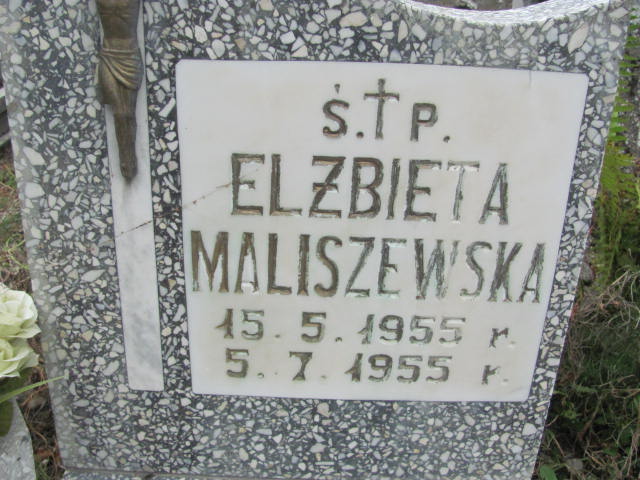 Ś. † P.
ELŻBIETA
MALISZEWSKA
15. 5. 1955 r.
5. 7. 1955 r.